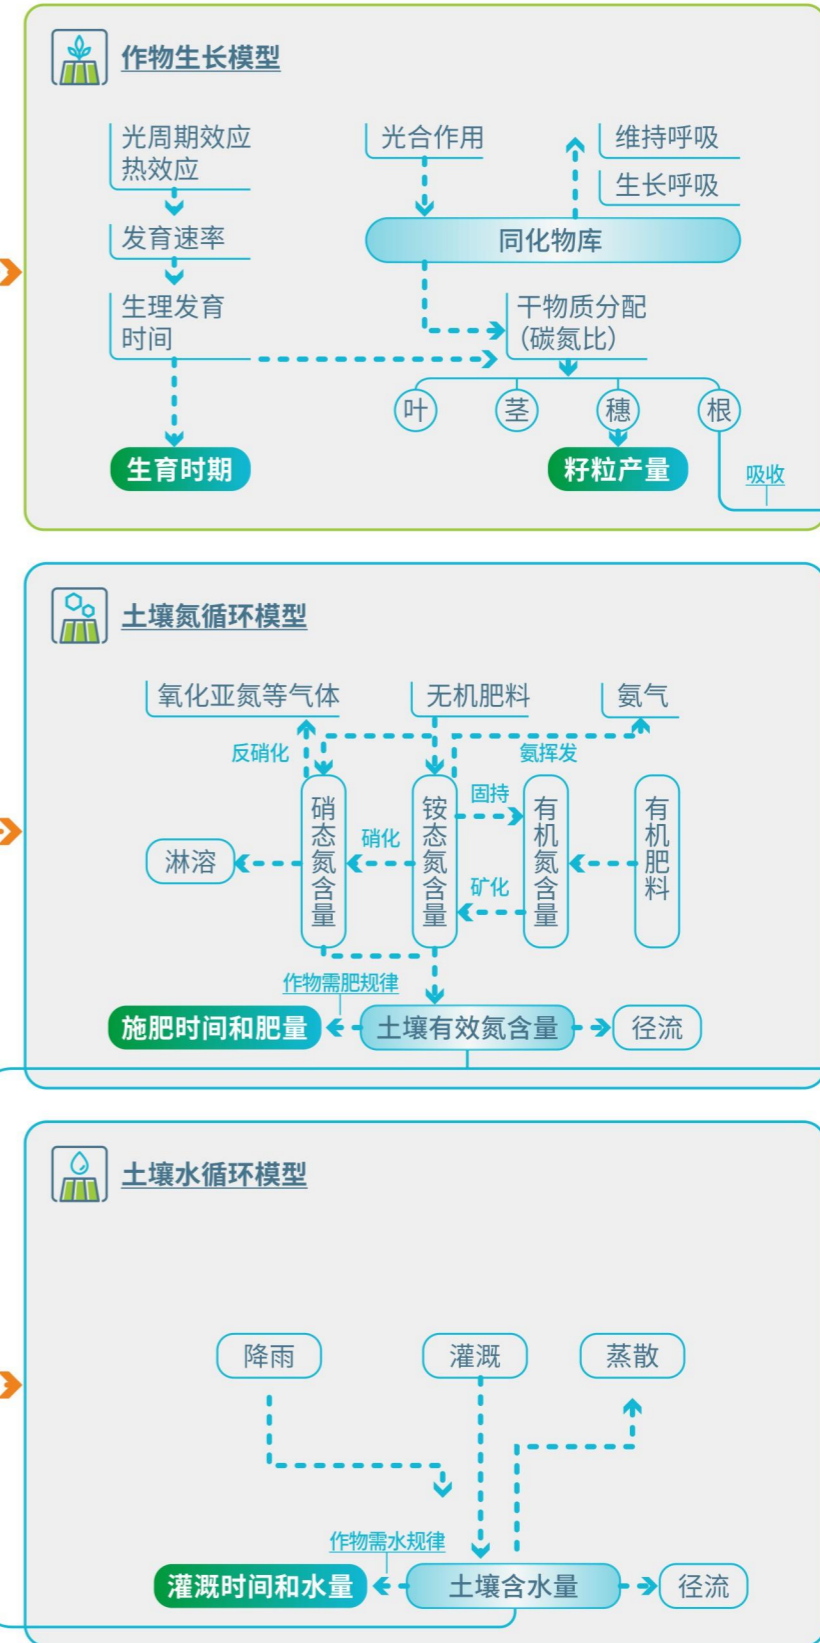 作物生长模型
光周期效应
热效应
光合作用
维持呼吸
生长呼吸
发育速率
同化物库
生理发育
时间
干物质分配
（碳氮比）
叶
茎
穗
根
生育时期
籽粒产量
吸收
土壤氮循环模型
氧化亚氮等气体
无机肥料
氨气
反硝化
氨挥发
硝态氮含量
铵态氮含量
有机氮含量
有机肥料
固持
硝化
淋溶
矿化
作物需肥规律
施肥时间和肥量
土壤有效氮含量
径流
土壤水循环模型
降雨
灌溉
蒸散
作物需水规律
灌溉时间和水量
土壤含水量
径流